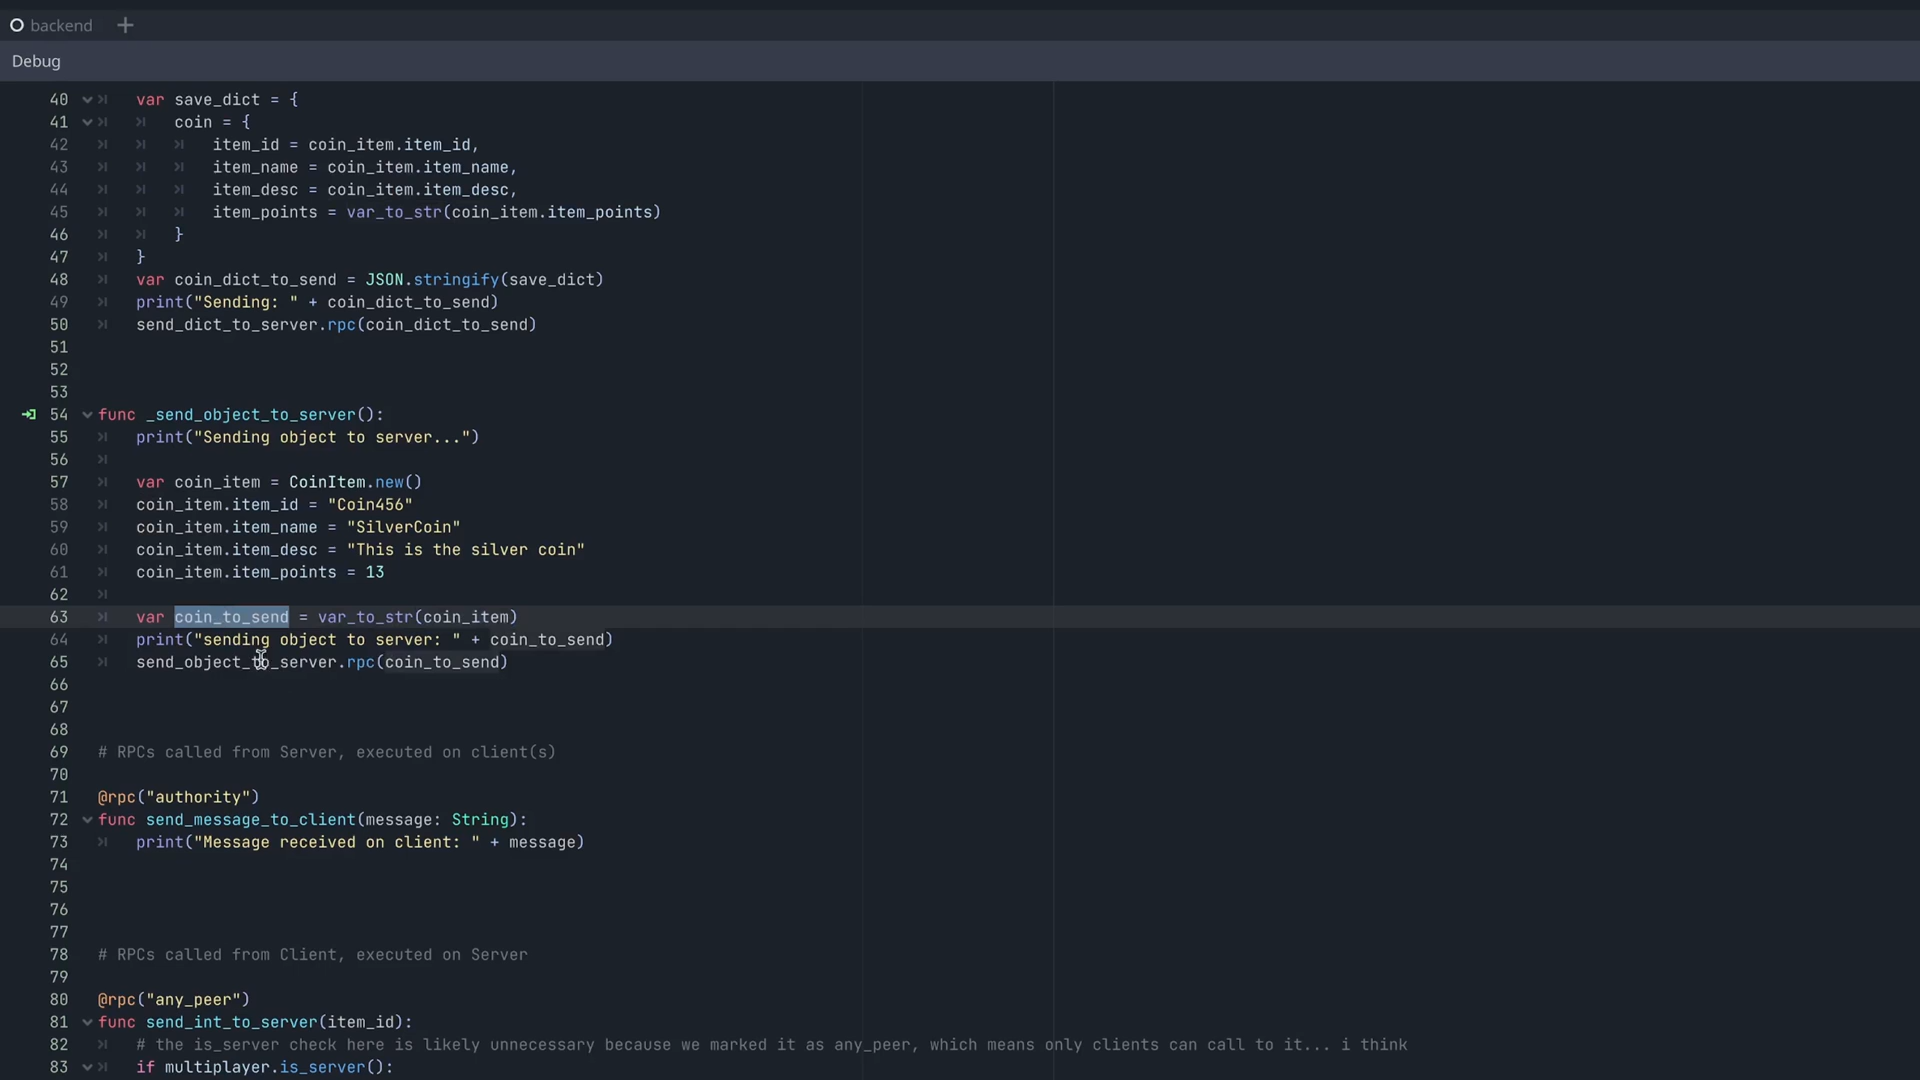 backend +
Debug
40 var save_dict = {
41 coin = {
42 item_id = coin_item.item_id,
43 item_name = coin_item.item_name,
44 item_desc = coin_item.item_desc,
45 item_points = var_to_str(coin_item.item_points)
46 }
47 }
48 var coin_dict_to_send = JSON.stringify(save_dict)
49 print("Sending: " + coin_dict_to_send)
50 send_dict_to_server.rpc(coin_dict_to_send)
51
52
53
54 func _send_object_to_server():
55 print("Sending object to server...")
56
57 var coin_item = CoinItem.new()
58 coin_item.item_id = "Coin456"
59 coin_item.item_name = "SilverCoin"
60 coin_item.item_desc = "This is the silver coin"
61 coin_item.item_points = 13
62
63 var coin_to_send = var_to_str(coin_item)
64 print("sending object to server: " + coin_to_send)
65 send_object_to_server.rpc(coin_to_send)
66
67
68
69 # RPCs called from Server, executed on client(s)
70
71 @rpc("authority")
72 func send_message_to_client(message: String):
73 print("Message received on client: " + message)
74
75
76
77
78 # RPCs called from Client, executed on Server
79
80 @rpc("any_peer")
81 func send_int_to_server(item_id):
82 # the is_server check here is likely unnecessary because we marked it as any_peer, which means only clients can call to it... i think
83 if multiplayer.is_server():